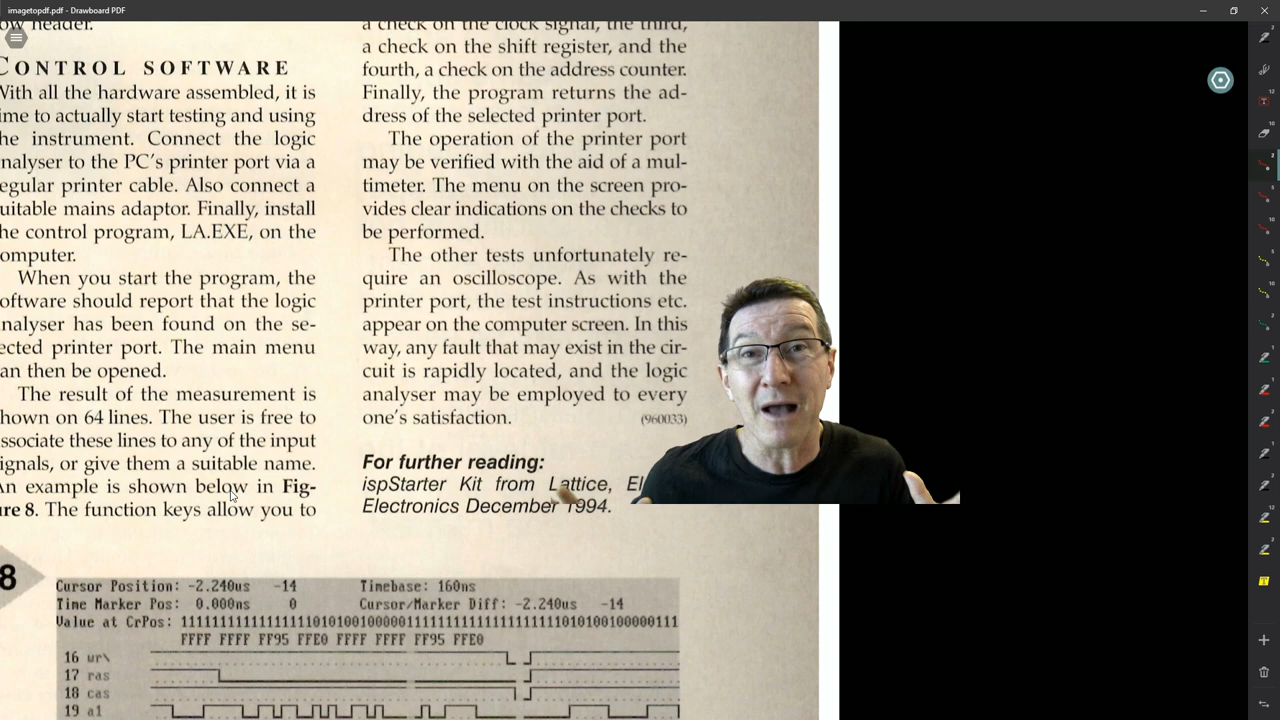 imagetopdf.pdf - Drawboard PDF
ow header.
CONTROL SOFTWARE
With all the hardware assembled, it is
ime to actually start testing and using
he instrument. Connect the logic
nalyser to the PC's printer port via a
egular printer cable. Also connect a
uitable mains adaptor. Finally, install
he control program, LA.EXE, on the
omputer.
When you start the program, the
oftware should report that the logic
nalyser has been found on the se-
ected printer port. The main menu
an then be opened.
The result of the measurement is
hown on 64 lines. The user is free to
ssociate these lines to any of the input
ignals, or give them a suitable name.
An example is shown below in Fig-
ure 8. The function keys allow you to
a check on the clock signal, the third,
a check on the shift register, and the
fourth, a check on the address counter.
Finally, the program returns the ad-
dress of the selected printer port.
The operation of the printer port
may be verified with the aid of a mul-
timeter. The menu on the screen pro-
vides clear indications on the checks to
be performed.
The other tests unfortunately re-
quire an oscilloscope. As with the
printer port, the test instructions etc.
appear on the computer screen. In this
way, any fault that may exist in the cir-
cuit is rapidly located, and the logic
analyser may be employed to every
one's satisfaction. (960033)
For further reading:
ispStarter Kit from Lattice, El
Electronics December 1994.
8
Cursor Position: -2.240us -14 Timebase: 160ns
Time Marker Pos: 0.000ns 0 Cursor/Marker Diff: -2.240us -14
Value at CrPos:
FFFF FFFF FF95 FFE0 FFFF FFFF FF95 FFE0
16 wr\
17 ras
18 cas
19 a1